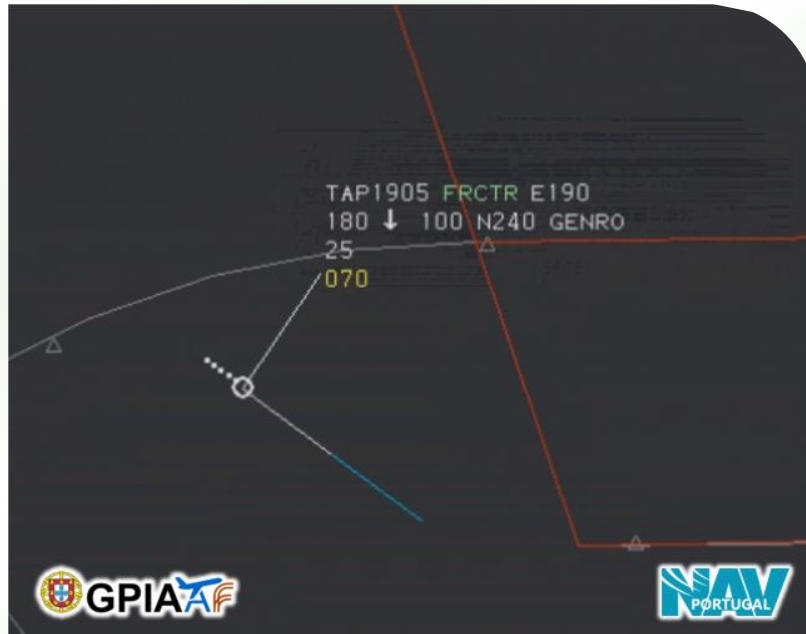 TAP1905 FRCTR E190
180 ↓ 100 N240 GENRO
25
070
GPIAAF
NAV
PORTUGAL